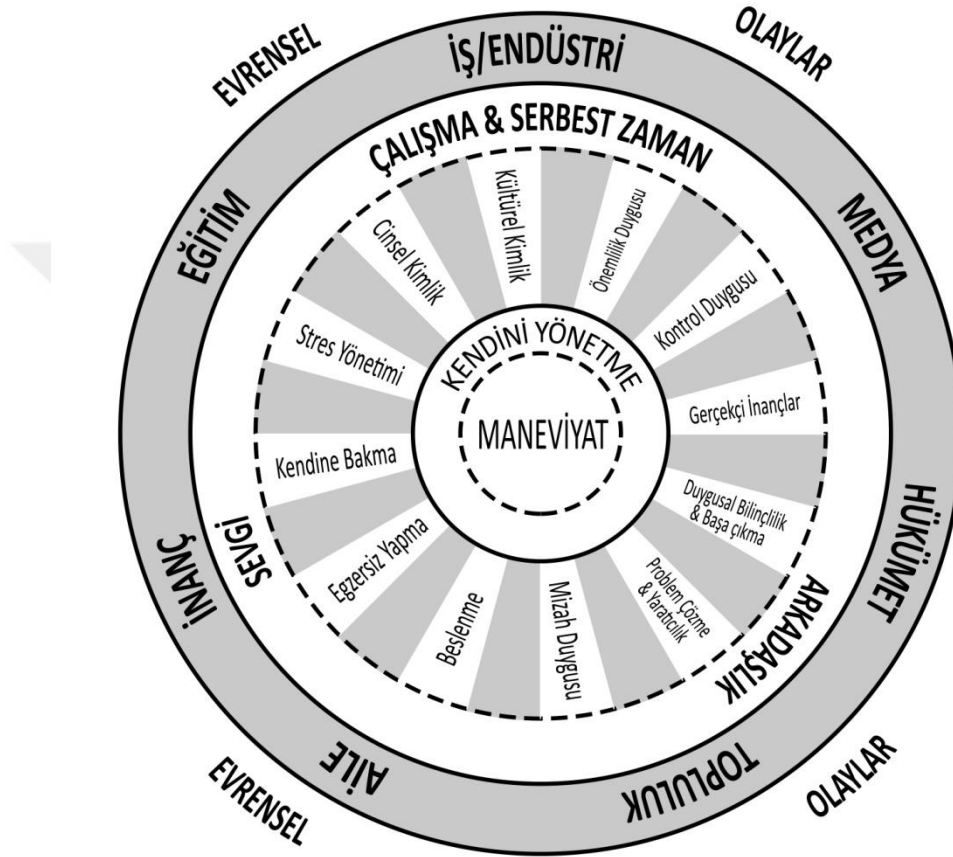 EVRENSEL
OLAYLAR
İŞ/ENDÜSTRİ
EĞİTİM
MEDYA
HÜKÜMET
İNANÇ
AİLE
TOPLULUK
ÇALIŞMA & SERBEST ZAMAN
SEVGİ
ARKADAŞLIK
Kültürel Kimlik
Önemlilik Duygusu
Cinsel Kimlik
Kontrol Duygusu
Stres Yönetimi
Gerçekçi İnançlar
Kendine Bakma
Duygusal Bilinçlilik
& Başa çıkma
Egzersiz Yapma
Problem Çözme
& Yaratıcılık
Beslenme
Mizah Duygusu
KENDİNİ YÖNETME
MANEVİYAT
EVRENSEL
OLAYLAR